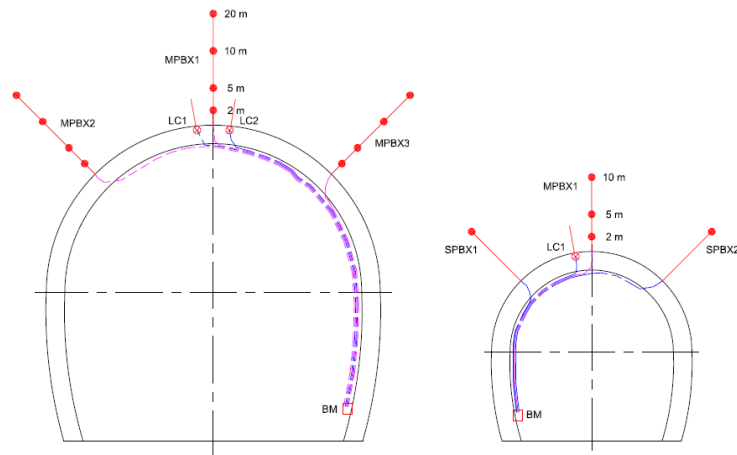 20 m
10 m
MPBX1
5 m
MPBX2
LC1
LC2
2 m
MPBX3
BM
10 m
MPBX1
5 m
SPBX1
LC1
2 m
SPBX2
BM